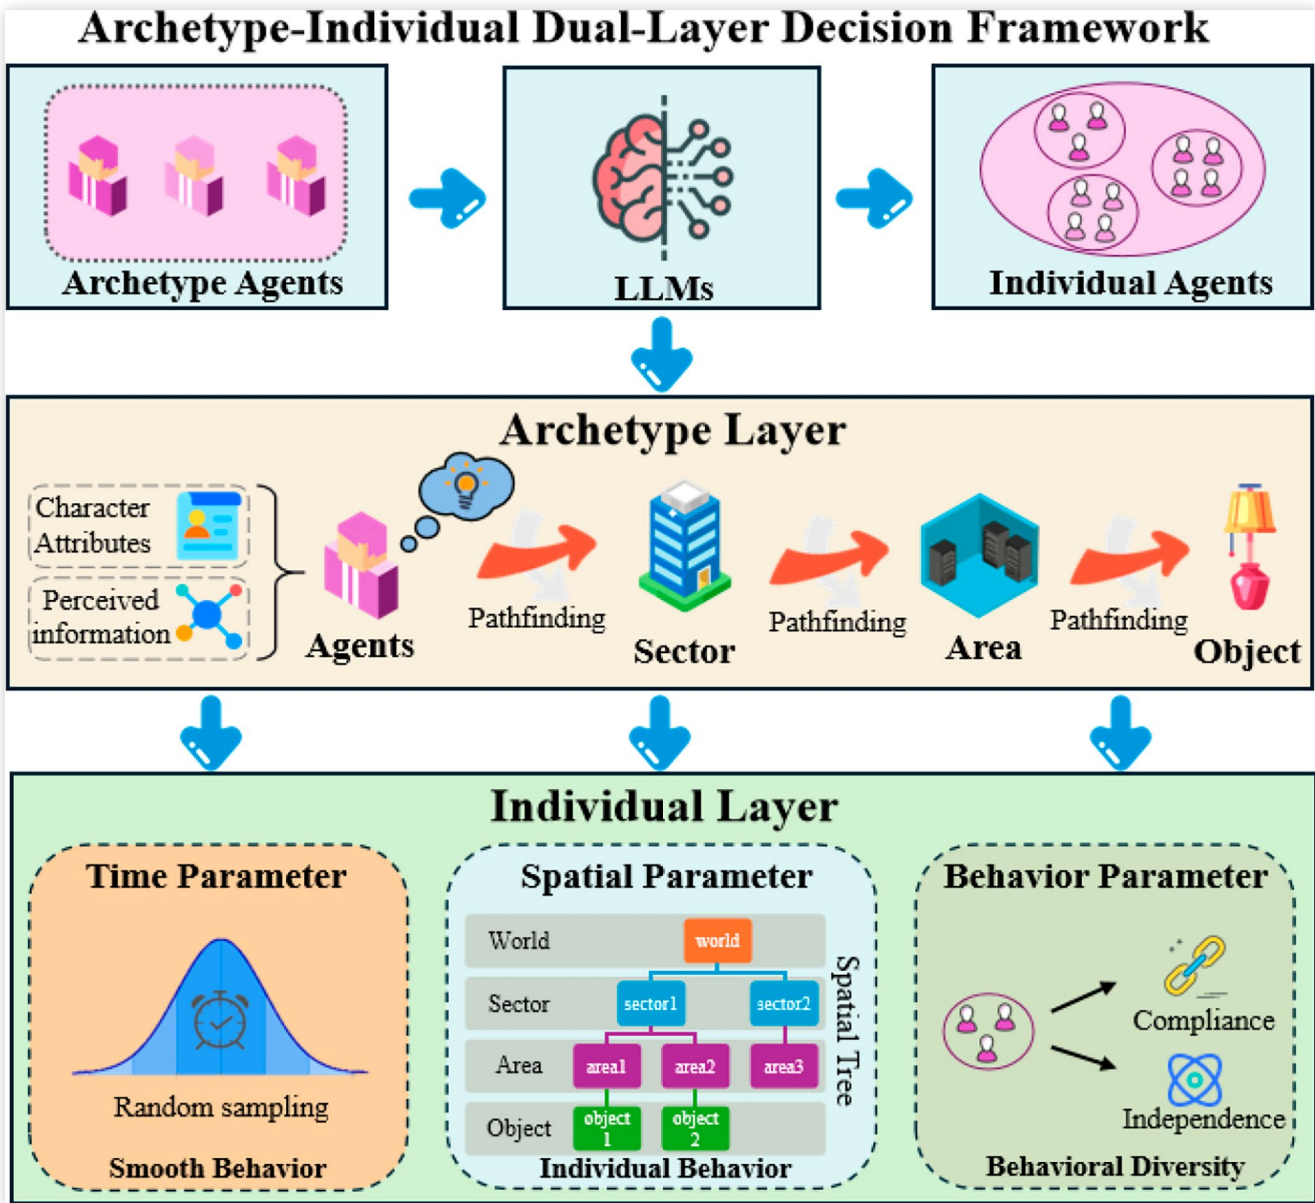 Archetype-Individual Dual-Layer Decision Framework
Archetype Agents
LLMs
Individual Agents
Archetype Layer
Character
Attributes
Perceived
information
Agents
Pathfinding
Sector
Pathfinding
Area
Pathfinding
Object
Individual Layer
Time Parameter
Random sampling
Smooth Behavior
Spatial Parameter
World
world
Sector
sector1
sector2
Area
area1
area2
area3
Object
object
1
object
2
Spatial Tree
Individual Behavior
Behavior Parameter
Compliance
Independence
Behavioral Diversity